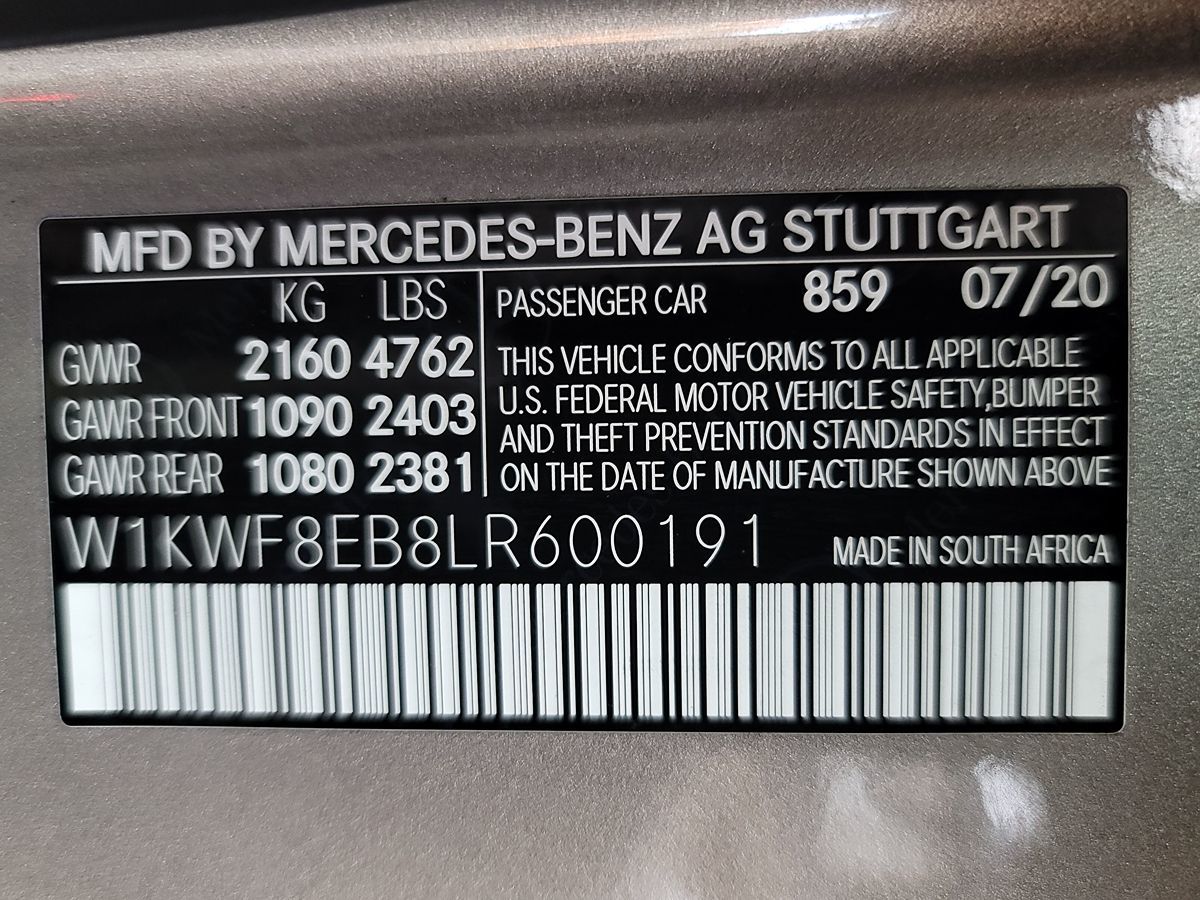 MFD BY MERCEDES-BENZ AG STUTTGART
KG LBS
GVWR 2160 4762
GAWR FRONT 1090 2403
GAWR REAR 1080 2381
PASSENGER CAR 859 07/20
THIS VEHICLE CONFORMS TO ALL APPLICABLE
U.S. FEDERAL MOTOR VEHICLE SAFETY,BUMPER
AND THEFT PREVENTION STANDARDS IN EFFECT
ON THE DATE OF MANUFACTURE SHOWN ABOVE
W1KWF8EB8LR600191 MADE IN SOUTH AFRICA